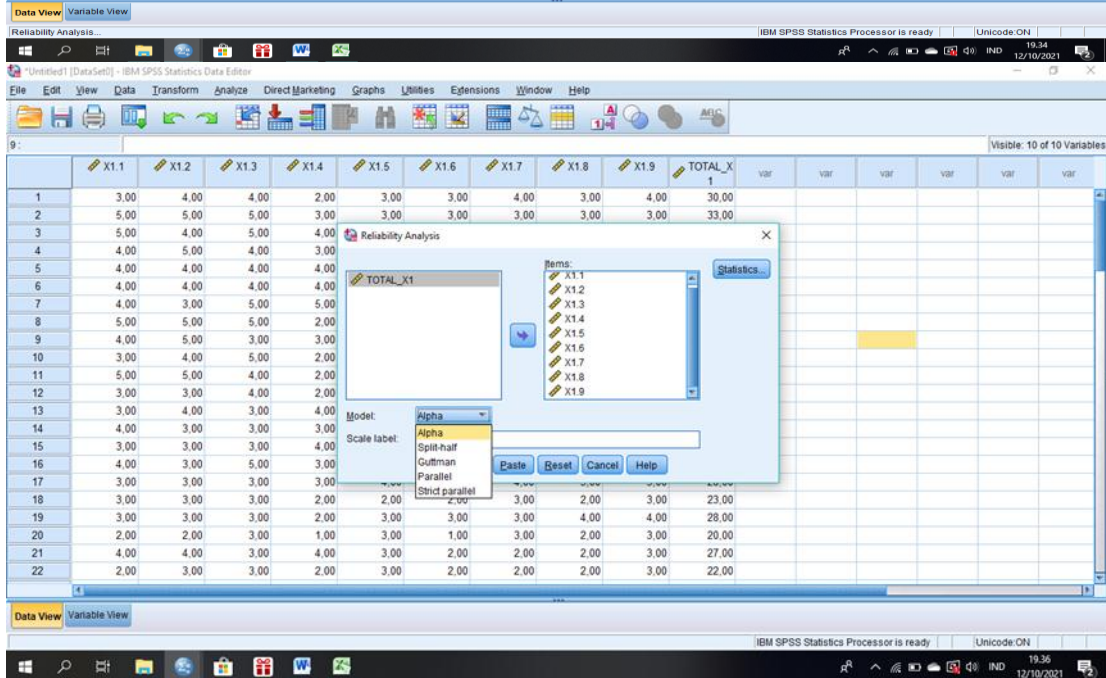 Data View Variable View
Reliability Analysis... IBM SPSS Statistics Processor is ready Unicode:ON
IND 19.34
12/10/2021
*Untitled1 [DataSet0] - IBM SPSS Statistics Data Editor
File Edit View Data Transform Analyze Direct Marketing Graphs Utilities Extensions Window Help
9 : Visible: 10 of 10 Variables
X1.1 X1.2 X1.3 X1.4 X1.5 X1.6 X1.7 X1.8 X1.9 TOTAL_X1 var var var var var var
1 3,00 4,00 4,00 2,00 3,00 3,00 4,00 3,00 4,00 30,00
2 5,00 5,00 5,00 3,00 3,00 3,00 3,00 3,00 3,00 33,00
3 5,00 4,00 5,00 4,00
4 4,00 5,00 4,00 3,00
5 4,00 4,00 4,00 4,00
6 4,00 4,00 4,00 4,00
7 4,00 3,00 5,00 5,00
8 5,00 5,00 5,00 2,00
9 4,00 5,00 3,00 3,00
10 3,00 4,00 5,00 2,00
11 5,00 5,00 4,00 2,00
12 3,00 3,00 4,00 2,00
13 3,00 4,00 3,00 4,00
14 4,00 3,00 3,00 3,00
15 3,00 3,00 3,00 4,00
16 4,00 3,00 5,00 3,00
17 3,00 3,00 3,00 3,00
18 3,00 3,00 3,00 2,00 2,00 2,00 3,00 2,00 3,00 23,00
19 3,00 3,00 3,00 2,00 3,00 3,00 3,00 4,00 4,00 28,00
20 2,00 2,00 3,00 1,00 3,00 1,00 3,00 2,00 3,00 20,00
21 4,00 4,00 3,00 4,00 3,00 2,00 2,00 2,00 3,00 27,00
22 2,00 3,00 3,00 2,00 3,00 2,00 2,00 2,00 3,00 22,00
Reliability Analysis
Items:
TOTAL_X1
X1.1
X1.2
X1.3
X1.4
X1.5
X1.6
X1.7
X1.8
X1.9
Statistics...
Model: Alpha
Alpha
Split-half
Guttman
Parallel
Strict parallel
Scale label:
Paste Reset Cancel Help
Data View Variable View
IBM SPSS Statistics Processor is ready Unicode:ON
IND 19.36
12/10/2021